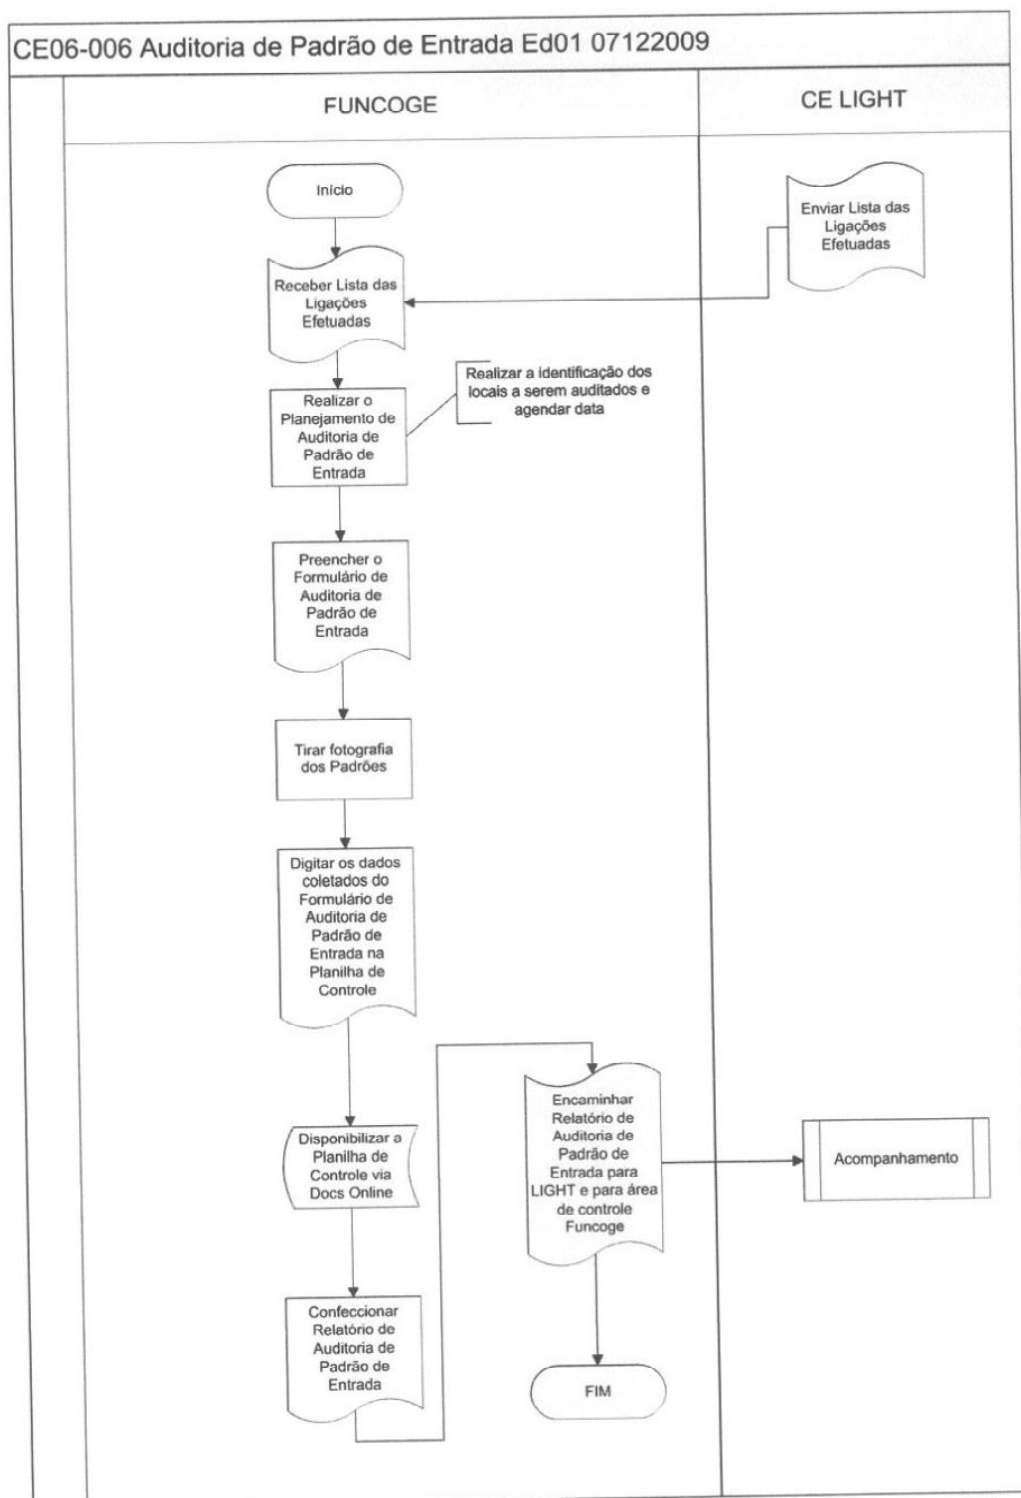 CE06-006 Auditoria de Padrão de Entrada Ed01 07122009
FUNCOGE
CE LIGHT
Início
Enviar Lista das
Ligações
Efetuadas
Receber Lista das
Ligações
Efetuadas
Realizar o
Planejamento de
Auditoria de
Padrão de
Entrada
Realizar a identificação dos
locais a serem auditados e
agendar data
Preencher o
Formulário de
Auditoria de
Padrão de
Entrada
Tirar fotografia
dos Padrões
Digitar os dados
coletados do
Formulário de
Auditoria de
Padrão de
Entrada na
Planilha de
Controle
Disponibilizar a
Planilha de
Controle via
Docs Online
Confeccionar
Relatório de
Auditoria de
Padrão de
Entrada
Encaminhar
Relatório de
Auditoria de
Padrão de
Entrada para
LIGHT e para área
de controle
Funcoge
Acompanhamento
FIM